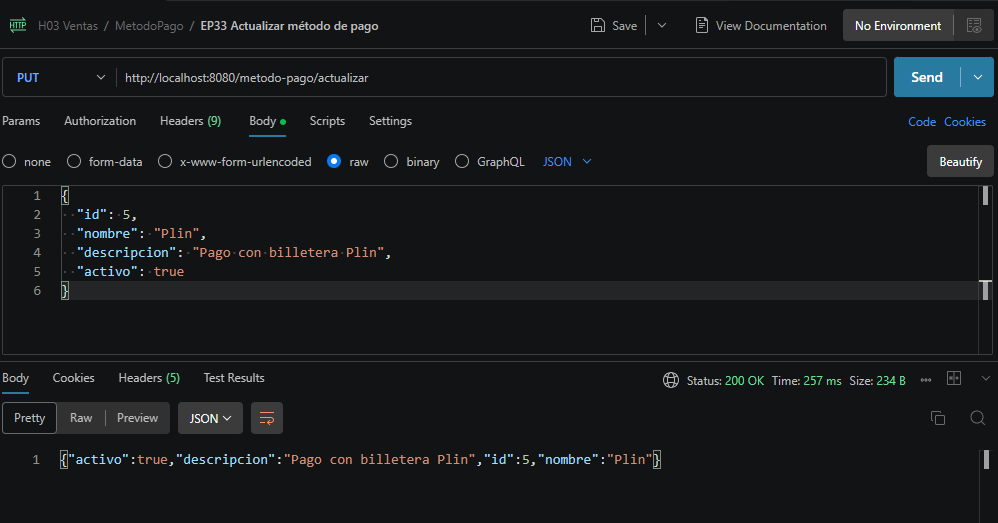 HTTP H03 Ventas / MetodoPago / EP33 Actualizar método de pago Save View Documentation No Environment
PUT http://localhost:8080/metodo-pago/actualizar Send
Params Authorization Headers (9) Body Scripts Settings Code Cookies
none form-data x-www-form-urlencoded raw binary GraphQL JSON Beautify
1 {
2 "id": 5,
3 "nombre": "Plin",
4 "descripcion": "Pago con billetera Plin",
5 "activo": true
6 }
Body Cookies Headers (5) Test Results Status: 200 OK Time: 257 ms Size: 234 B
Pretty Raw Preview JSON
1 {"activo":true,"descripcion":"Pago con billetera Plin","id":5,"nombre":"Plin"}